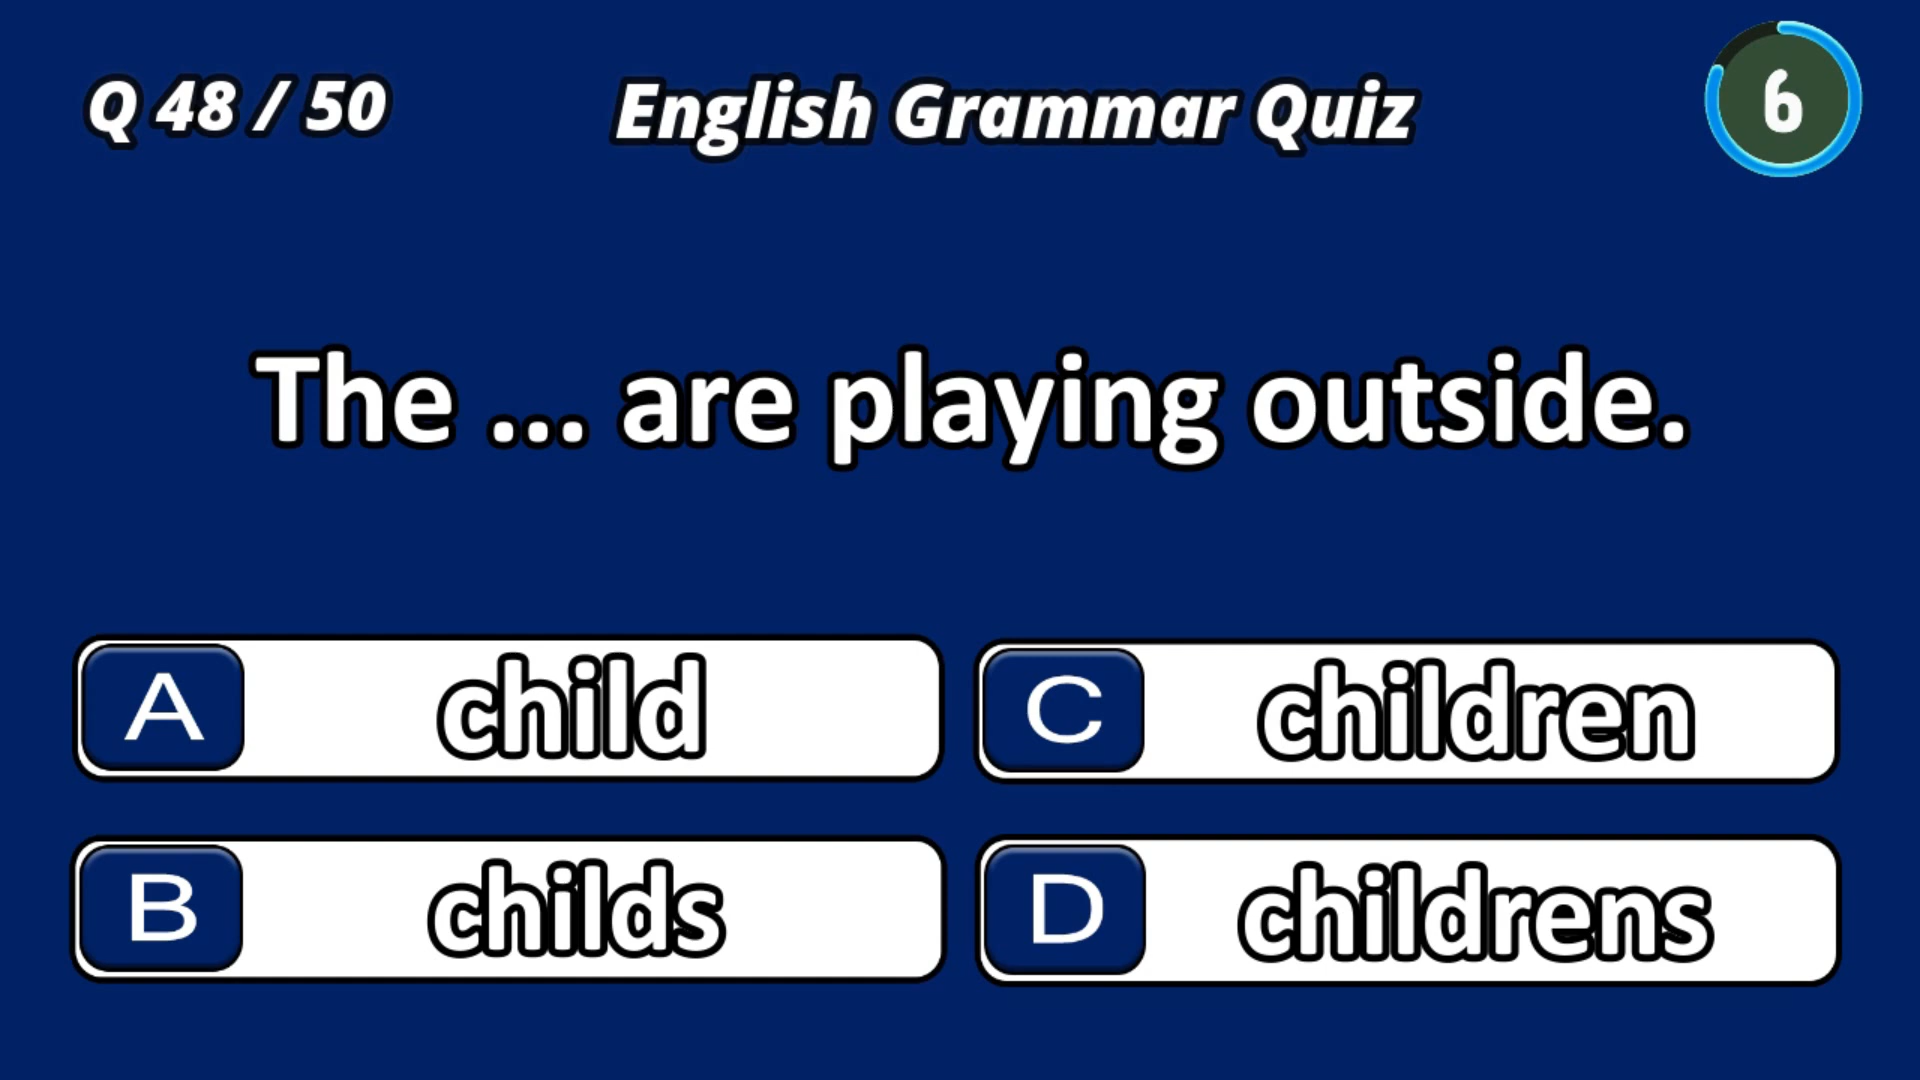 Q 48 / 50
English Grammar Quiz
6
The ... are playing outside.
A child
C children
B childs
D childrens